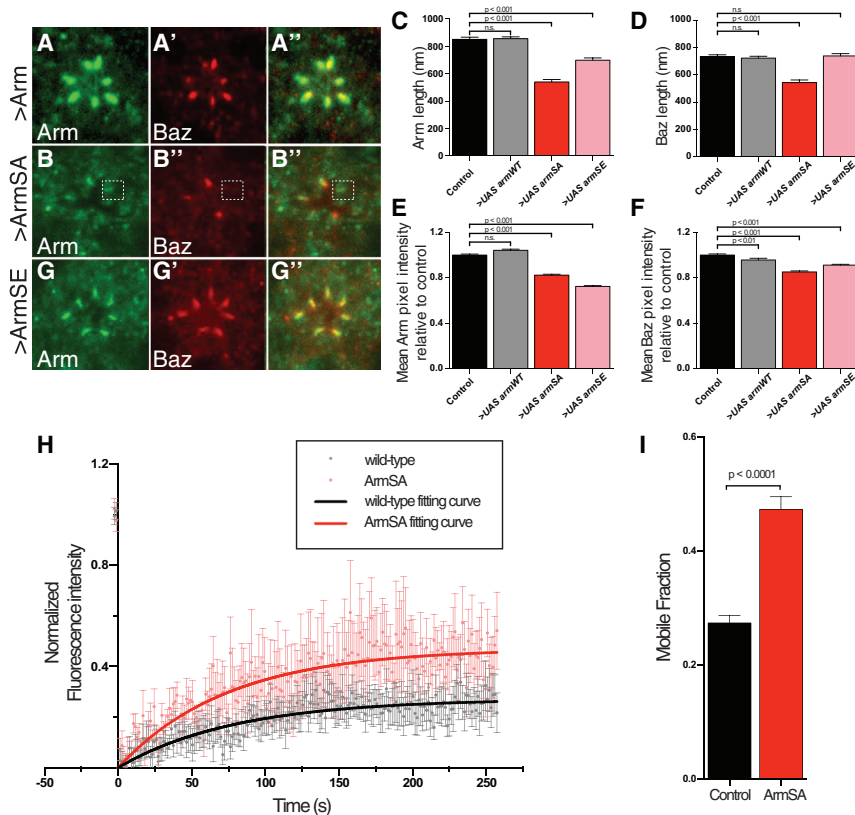 A
A'
A''
>Arm
Arm
Baz
B
B''
B''
>ArmSA
Arm
Baz
G
G'
G''
>ArmSE
Arm
Baz
C
p < 0.001
p < 0.001
n.s.
Arm length (nm)
1000
800
600
400
200
0
Control
>UAS armWT
>UAS armSA
>UAS armSE
D
n.s
p < 0.001
n.s.
Baz length (nm)
1000
800
600
400
200
0
Control
>UAS armWT
>UAS armSA
>UAS armSE
E
p < 0.001
p < 0.001
n.s.
Mean Arm pixel intensity
relative to control
1.2
0.8
0.4
0.0
Control
>UAS armWT
>UAS armSA
>UAS armSE
F
p < 0.001
p < 0.001
p < 0.01
Mean Baz pixel intensity
relative to control
1.2
0.8
0.4
0.0
Control
>UAS armWT
>UAS armSA
>UAS armSE
H
wild-type
ArmSA
wild-type fitting curve
ArmSA fitting curve
Normalized
Fluorescence intensity
1.2
0.8
0.4
-50
0
50
100
150
200
250
Time (s)
I
p < 0.0001
Mobile Fraction
0.6
0.4
0.2
0.0
Control
ArmSA